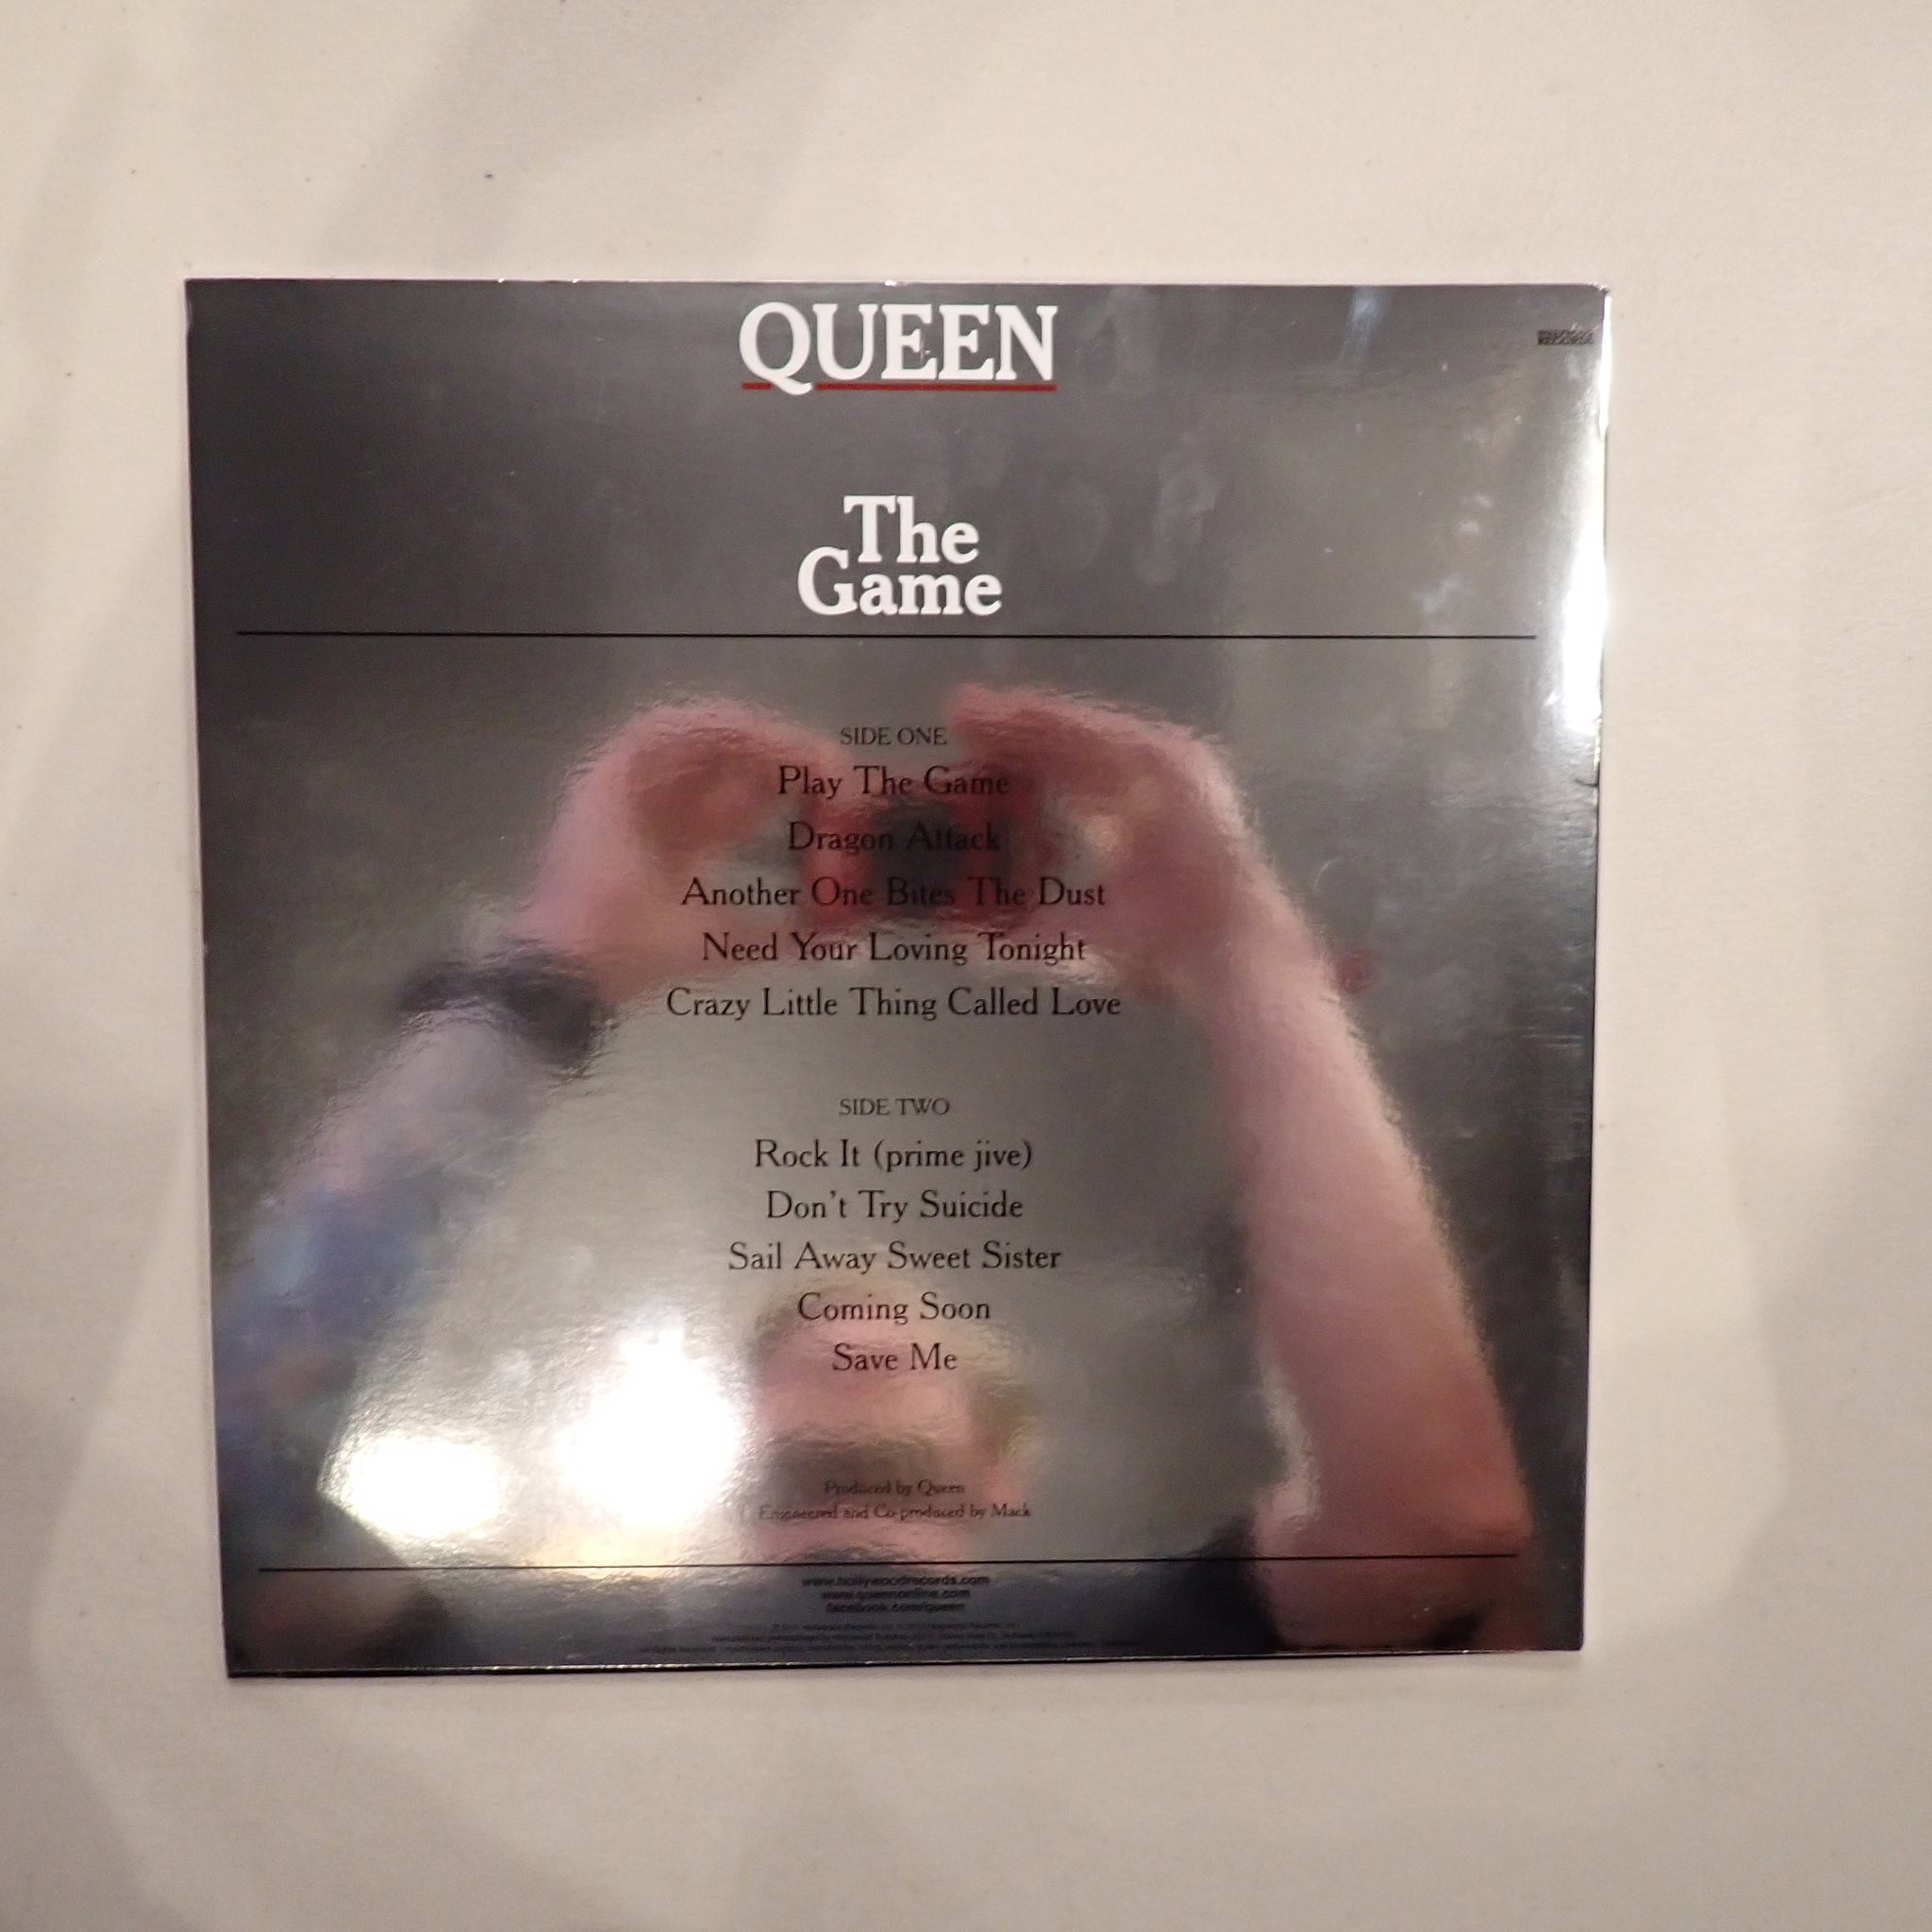 QUEEN
The
Game
SIDE ONE
Play The Game
Dragon Attack
Another One Bites The Dust
Need Your Loving Tonight
Crazy Little Thing Called Love
SIDE TWO
Rock It (prime jive)
Don't Try Suicide
Sail Away Sweet Sister
Coming Soon
Save Me
Produced by Queen
Engineered and Co-produced by Mack
www.hollywoodrecords.com
www.queenonline.com
facebook.com/queen